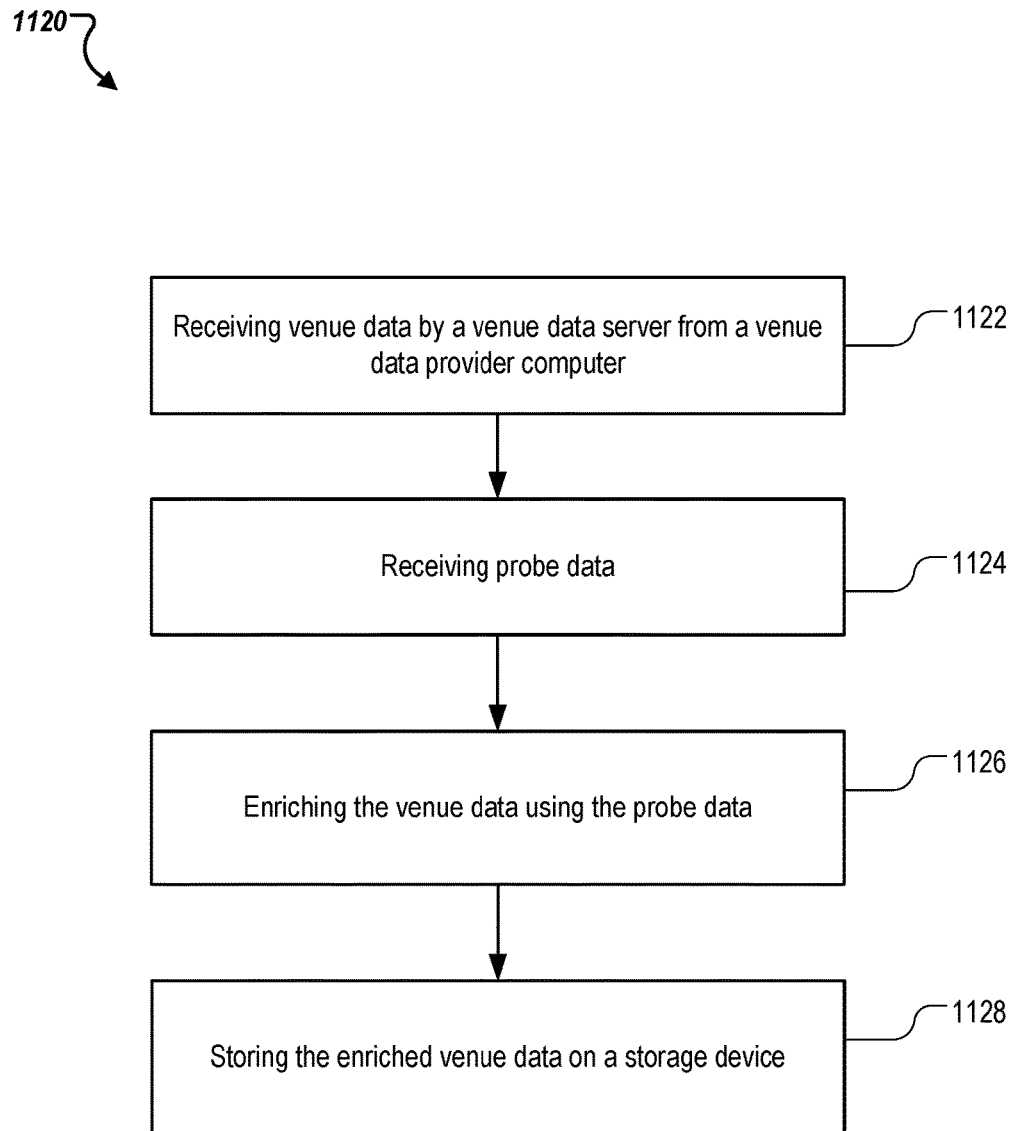 1120
Receiving venue data by a venue data server from a venue
data provider computer
1122
Receiving probe data
1124
Enriching the venue data using the probe data
1126
Storing the enriched venue data on a storage device
1128